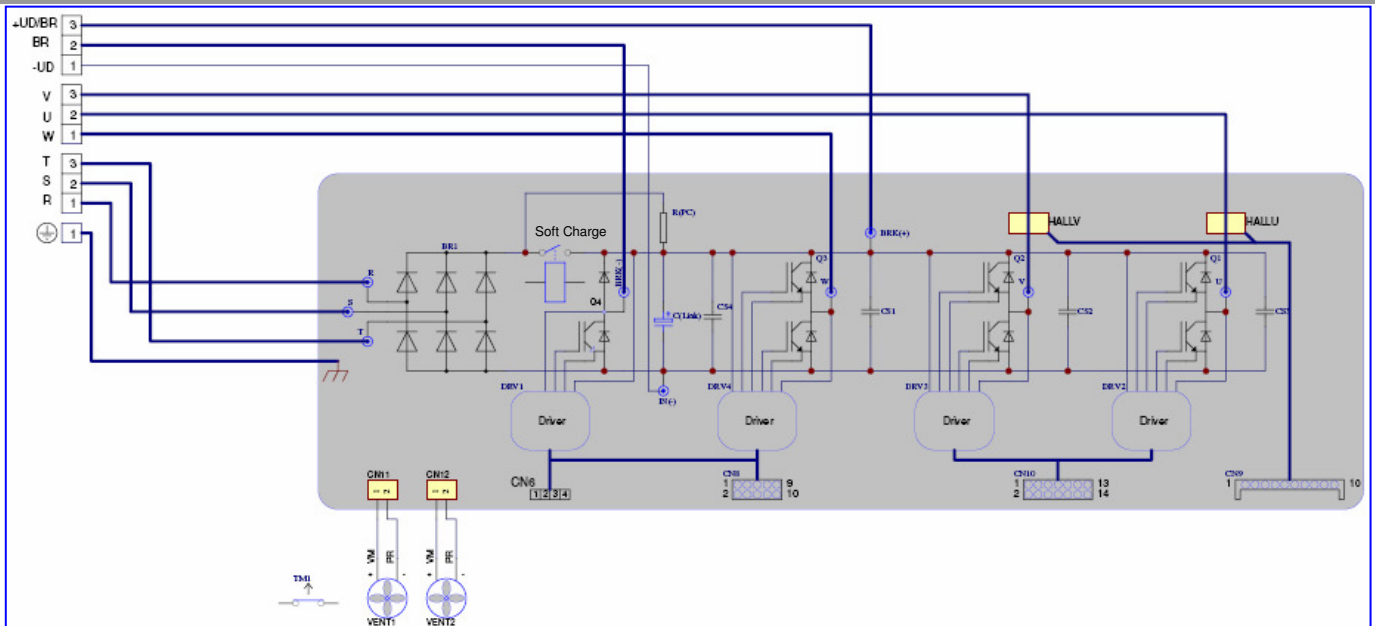 +UD/BR 3
BR 2
-UD 1
V 3
U 2
W 1
T 3
S 2
R 1
1
HALLV
HALLU
R(PC)
Soft Charge
BRK(+)
BR1
Q3
Q2
Q1
R
BRK(-)
W
V
U
Q4
S
C(Link)
+
CS4
CS1
CS2
T
DRV1
DRV4
DRV3
DRV2
IN(-)
Driver
Driver
Driver
Driver
CN11
CN12
CN6
1 2 3 4
CN8
1 9
2 10
CN10
1 13
2 14
CN9
1 10
VM
PR
VM
PR
+ -
+ -
TM1
VENT1
VENT2